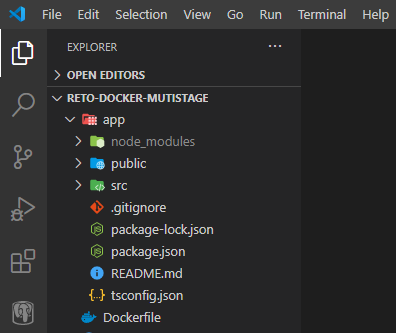 File Edit Selection View Go Run Terminal Help
EXPLORER
OPEN EDITORS
RETO-DOCKER-MUTISTAGE
app
node_modules
public
src
.gitignore
package-lock.json
package.json
README.md
tsconfig.json
Dockerfile